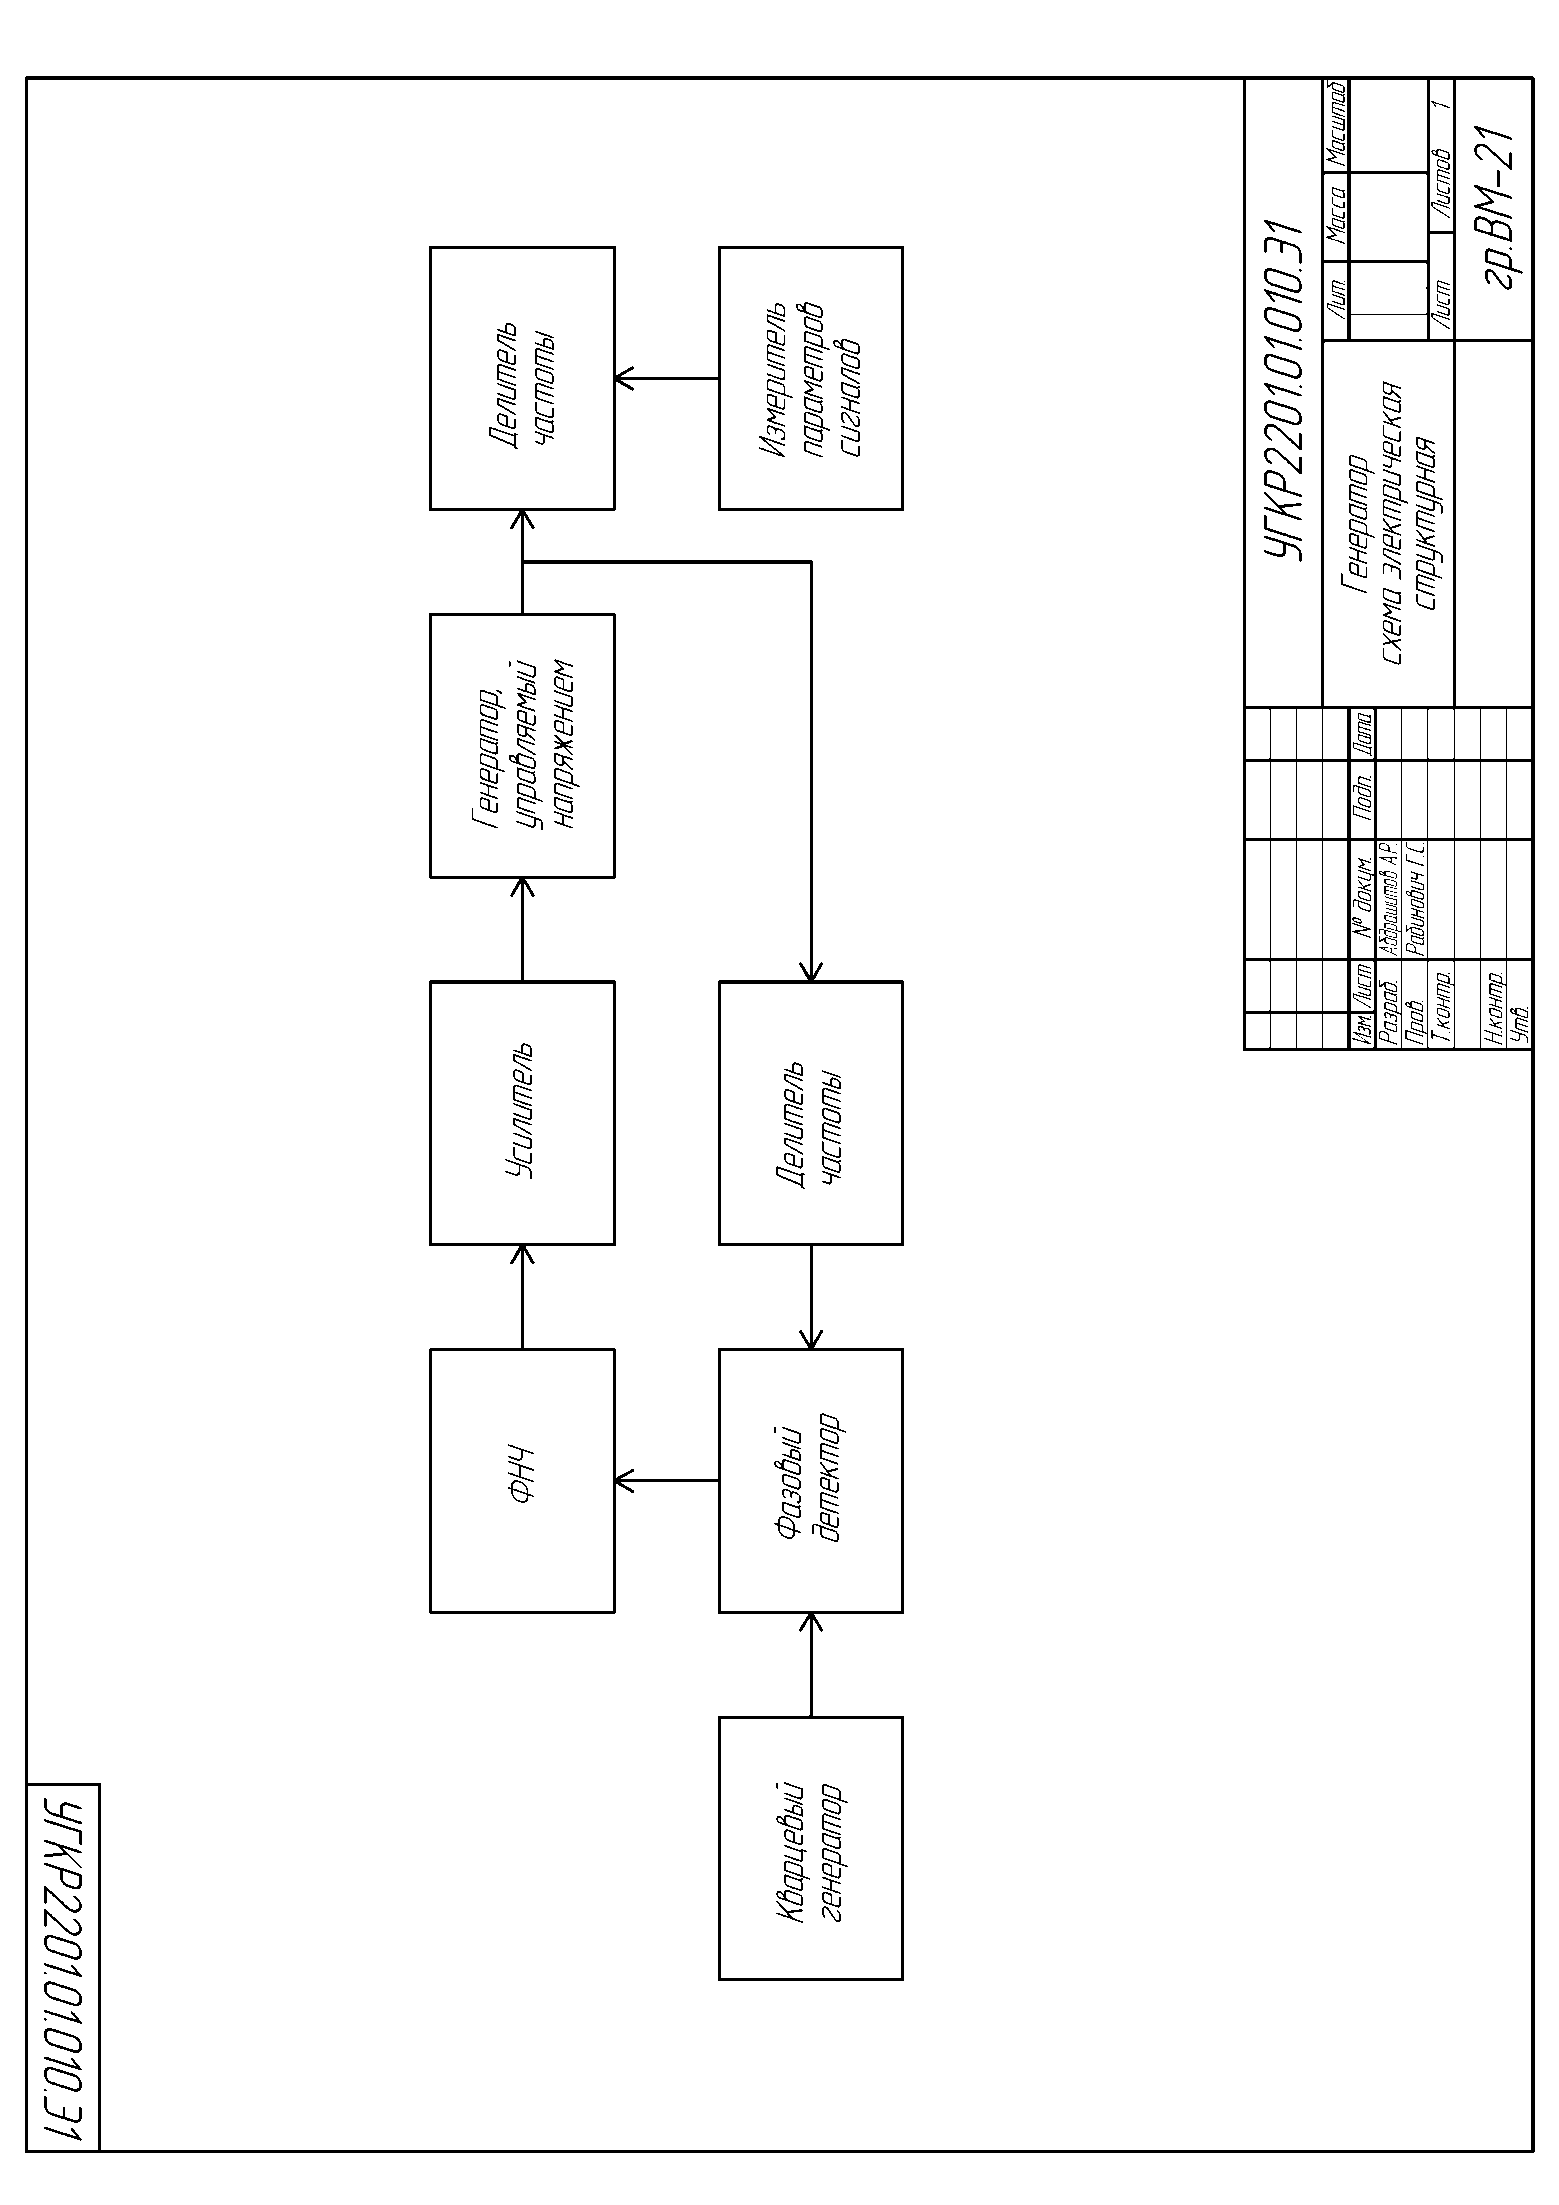 УГКР2201.01.010.Э1
ФНЧ
Усилитель
Генератор,
управляемый
напряжением
Делитель
частоты
Кварцевый
генератор
Фазовый
детектор
Делитель
частоты
Измеритель
параметров
сигналов
УГКР2201.01.010.Э1
Изм. Лист № докум. Подп. Дата
Разраб. Абдрашитов А.Р.
Пров. Рабинович Г.С.
Т.контр.
Н.контр.
Утв.
Генератор
схема электрическая
структурная
Лит. Масса Масштаб
Лист Листов 1
гр.ВМ-21